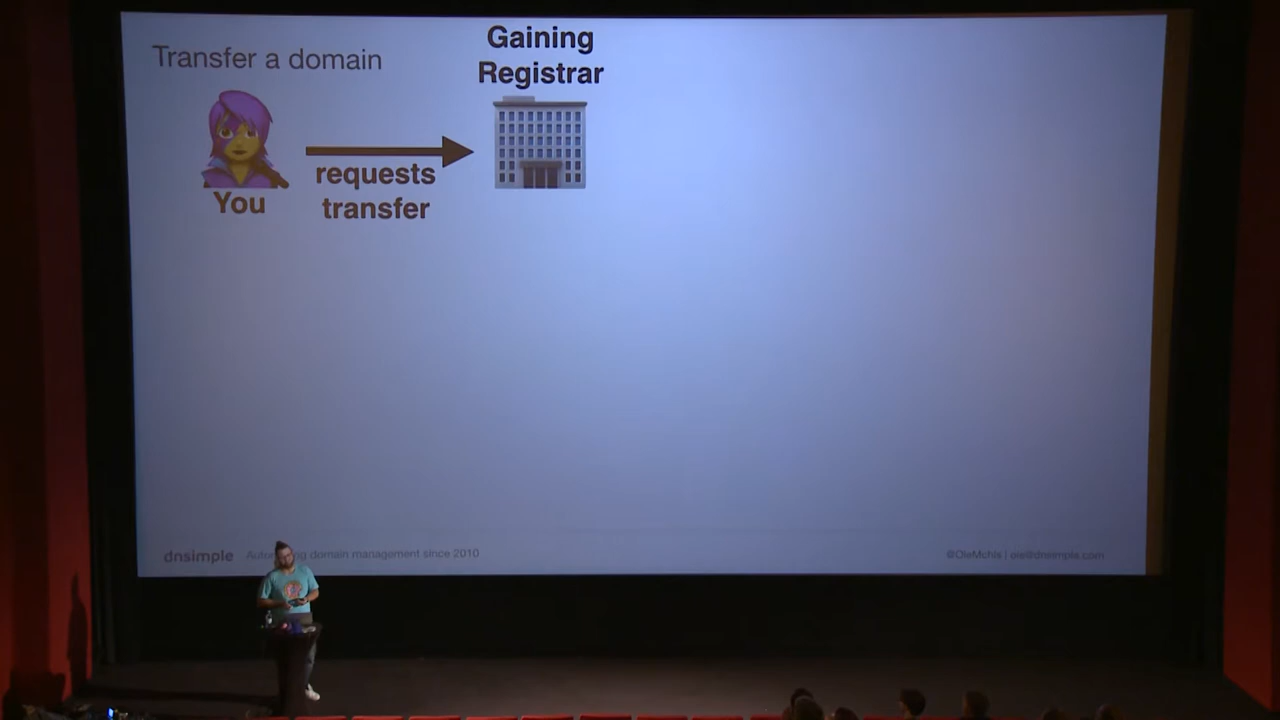 Transfer a domain
Gaining
Registrar
You
requests
transfer
dnsimple
domain management since 2010
@OleMchls | ole@dnsimple.com